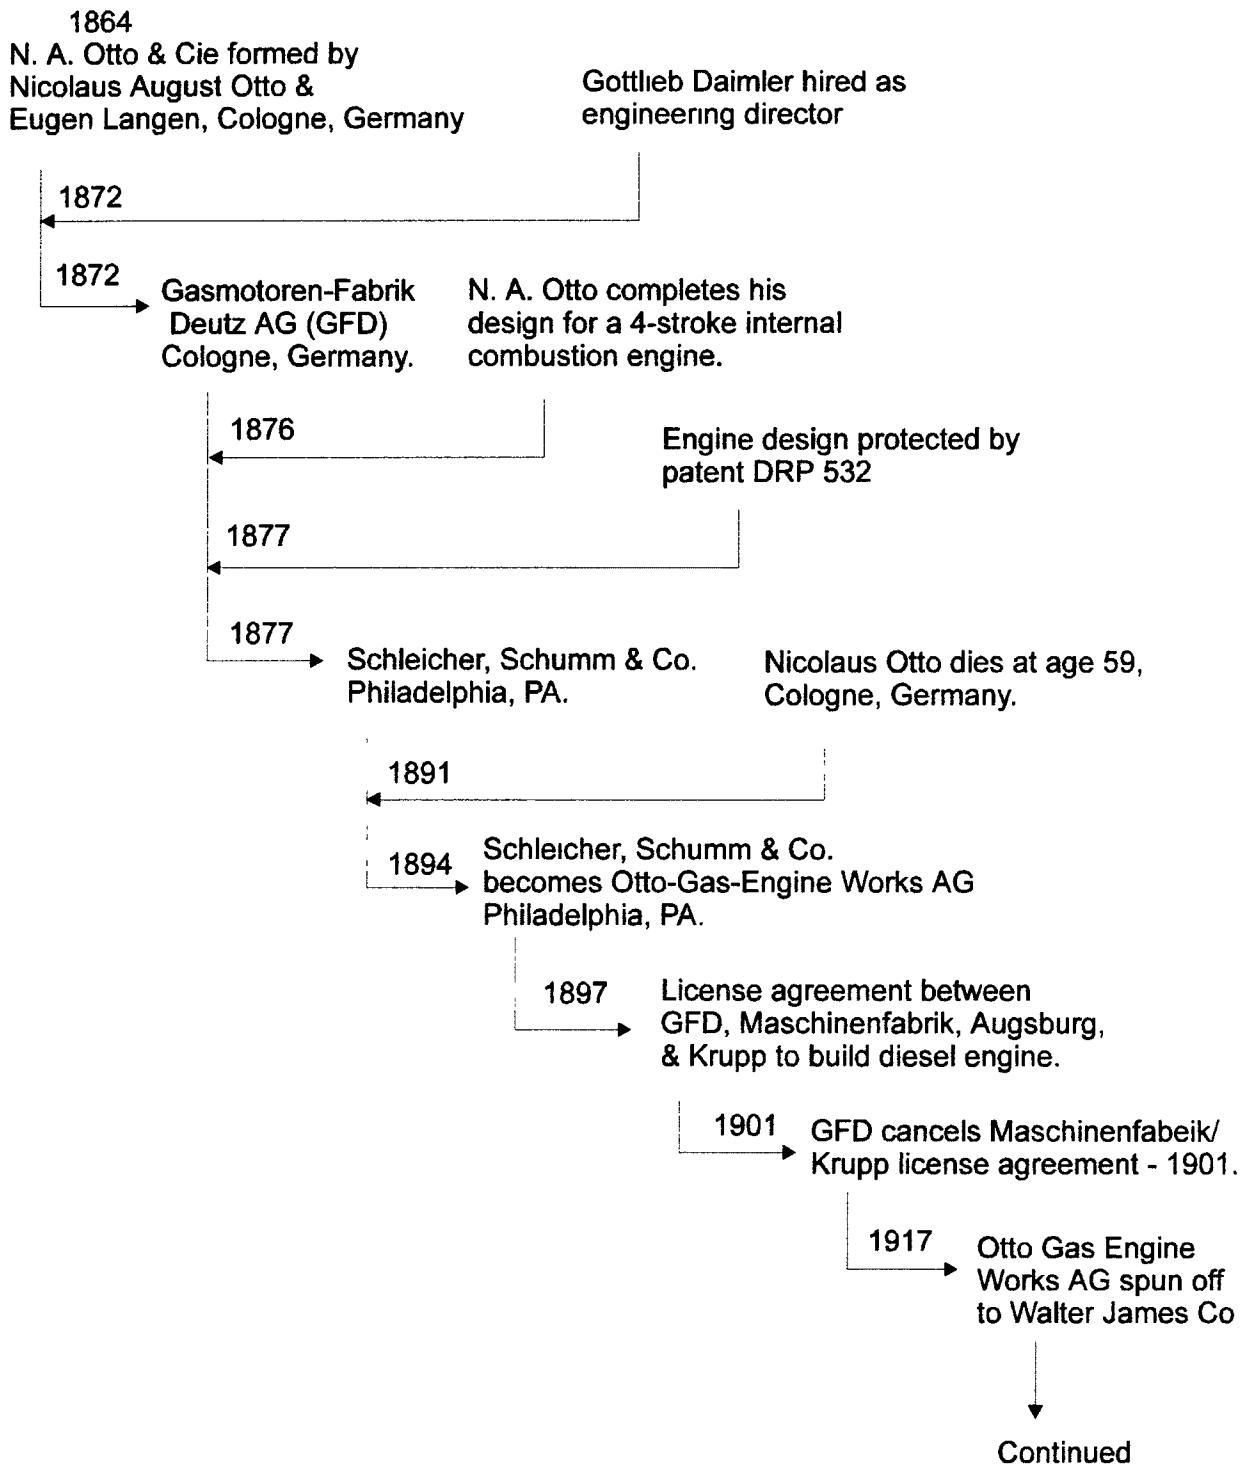 1864
N. A. Otto & Cie formed by
Nicolaus August Otto &
Eugen Langen, Cologne, Germany
Gottlieb Daimler hired as
engineering director
1872
1872
Gasmotoren-Fabrik
Deutz AG (GFD)
Cologne, Germany.
N. A. Otto completes his
design for a 4-stroke internal
combustion engine.
1876
Engine design protected by
patent DRP 532
1877
1877
Schleicher, Schumm & Co.
Philadelphia, PA.
Nicolaus Otto dies at age 59,
Cologne, Germany.
1891
1894
Schleicher, Schumm & Co.
becomes Otto-Gas-Engine Works AG
Philadelphia, PA.
1897
License agreement between
GFD, Maschinenfabrik, Augsburg,
& Krupp to build diesel engine.
1901
GFD cancels Maschinenfabeik/
Krupp license agreement - 1901.
1917
Otto Gas Engine
Works AG spun off
to Walter James Co
Continued